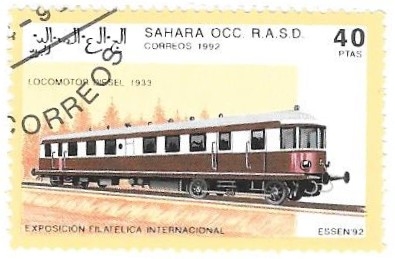 SAHARA OCC. R.A.S.D.
CORREOS 1992
40
PTAS
LOCOMOTOR DIESEL 1933
CORREOS
EXPOSICIÓN FILATELICA INTERNACIONAL
ESSEN'92